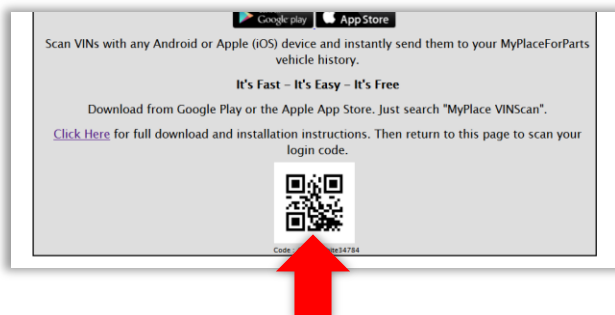 Google play App Store
Scan VINs with any Android or Apple (iOS) device and instantly send them to your MyPlaceForParts
vehicle history.
It's Fast – It's Easy – It's Free
Download from Google Play or the Apple App Store. Just search "MyPlace VINScan".
Click Here for full download and installation instructions. Then return to this page to scan your
login code.
Code :